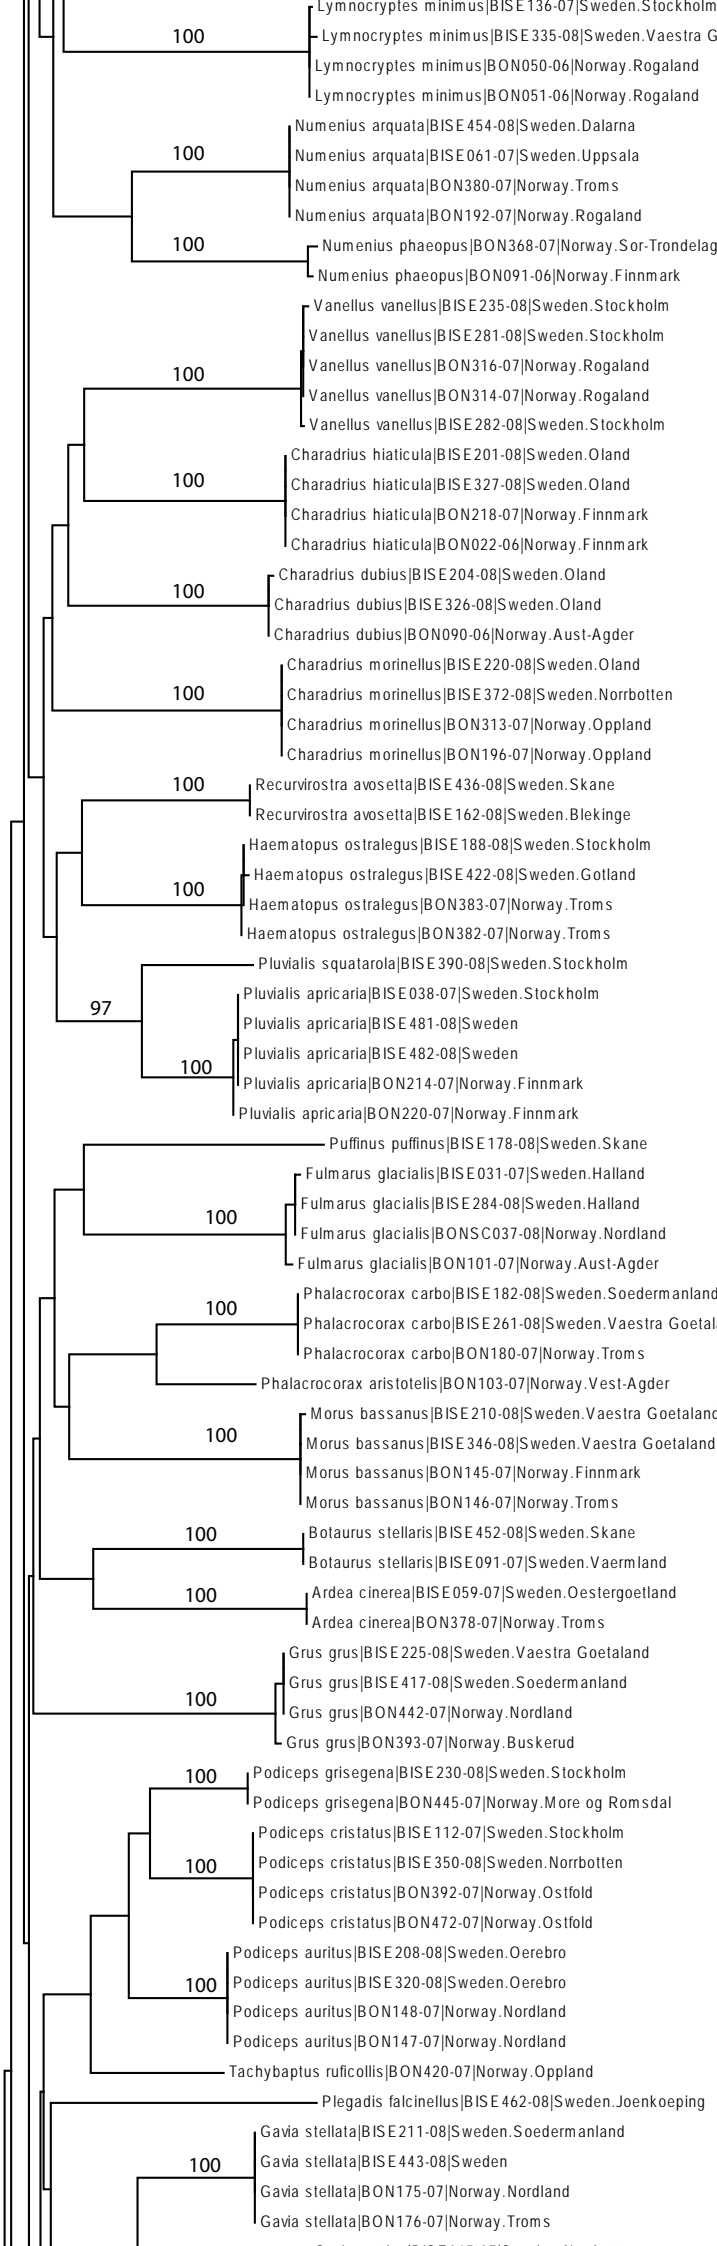 Lymnocryptes minimus|BISE136-07|Sweden.Stockholm
100
Lymnocryptes minimus|BISE335-08|Sweden.Vaestra G
Lymnocryptes minimus|BON050-06|Norway.Rogaland
Lymnocryptes minimus|BON051-06|Norway.Rogaland
Numenius arquata|BISE454-08|Sweden.Dalarna
100
Numenius arquata|BISE061-07|Sweden.Uppsala
Numenius arquata|BON380-07|Norway.Troms
Numenius arquata|BON192-07|Norway.Rogaland
100
Numenius phaeopus|BON368-07|Norway.Sor-Trondelag
Numenius phaeopus|BON091-06|Norway.Finnmark
Vanellus vanellus|BISE235-08|Sweden.Stockholm
Vanellus vanellus|BISE281-08|Sweden.Stockholm
Vanellus vanellus|BON316-07|Norway.Rogaland
100
Vanellus vanellus|BON314-07|Norway.Rogaland
Vanellus vanellus|BISE282-08|Sweden.Stockholm
Charadrius hiaticula|BISE201-08|Sweden.Oland
100
Charadrius hiaticula|BISE327-08|Sweden.Oland
Charadrius hiaticula|BON218-07|Norway.Finnmark
Charadrius hiaticula|BON022-06|Norway.Finnmark
Charadrius dubius|BISE204-08|Sweden.Oland
100
Charadrius dubius|BISE326-08|Sweden.Oland
Charadrius dubius|BON090-06|Norway.Aust-Agder
Charadrius morinellus|BISE220-08|Sweden.Oland
100
Charadrius morinellus|BISE372-08|Sweden.Norrbotten
Charadrius morinellus|BON313-07|Norway.Oppland
Charadrius morinellus|BON196-07|Norway.Oppland
100
Recurvirostra avosetta|BISE436-08|Sweden.Skane
Recurvirostra avosetta|BISE162-08|Sweden.Blekinge
Haematopus ostralegus|BISE188-08|Sweden.Stockholm
Haematopus ostralegus|BISE422-08|Sweden.Gotland
100
Haematopus ostralegus|BON383-07|Norway.Troms
Haematopus ostralegus|BON382-07|Norway.Troms
Pluvialis squatarola|BISE390-08|Sweden.Stockholm
Pluvialis apricaria|BISE038-07|Sweden.Stockholm
97
Pluvialis apricaria|BISE481-08|Sweden
Pluvialis apricaria|BISE482-08|Sweden
100
Pluvialis apricaria|BON214-07|Norway.Finnmark
Pluvialis apricaria|BON220-07|Norway.Finnmark
Puffinus puffinus|BISE178-08|Sweden.Skane
Fulmarus glacialis|BISE031-07|Sweden.Halland
Fulmarus glacialis|BISE284-08|Sweden.Halland
100
Fulmarus glacialis|BONSC037-08|Norway.Nordland
Fulmarus glacialis|BON101-07|Norway.Aust-Agder
Phalacrocorax carbo|BISE182-08|Sweden.Soedermanland
100
Phalacrocorax carbo|BISE261-08|Sweden.Vaestra Goetal
Phalacrocorax carbo|BON180-07|Norway.Troms
Phalacrocorax aristotelis|BON103-07|Norway.Vest-Agder
Morus bassanus|BISE210-08|Sweden.Vaestra Goetaland
100
Morus bassanus|BISE346-08|Sweden.Vaestra Goetaland
Morus bassanus|BON145-07|Norway.Finnmark
Morus bassanus|BON146-07|Norway.Troms
100
Botaurus stellaris|BISE452-08|Sweden.Skane
Botaurus stellaris|BISE091-07|Sweden.Vaermland
100
Ardea cinerea|BISE059-07|Sweden.Oestergoetland
Ardea cinerea|BON378-07|Norway.Troms
Grus grus|BISE225-08|Sweden.Vaestra Goetaland
Grus grus|BISE417-08|Sweden.Soedermanland
100
Grus grus|BON442-07|Norway.Nordland
Grus grus|BON393-07|Norway.Buskerud
100
Podiceps grisegena|BISE230-08|Sweden.Stockholm
Podiceps grisegena|BON445-07|Norway.More og Romsdal
Podiceps cristatus|BISE112-07|Sweden.Stockholm
100
Podiceps cristatus|BISE350-08|Sweden.Norrbotten
Podiceps cristatus|BON392-07|Norway.Ostfold
Podiceps cristatus|BON472-07|Norway.Ostfold
Podiceps auritus|BISE208-08|Sweden.Oerebro
100
Podiceps auritus|BISE320-08|Sweden.Oerebro
Podiceps auritus|BON148-07|Norway.Nordland
Podiceps auritus|BON147-07|Norway.Nordland
Tachybaptus ruficollis|BON420-07|Norway.Oppland
Plegadis falcinellus|BISE462-08|Sweden.Joenkoeping
Gavia stellata|BISE211-08|Sweden.Soedermanland
100
Gavia stellata|BISE443-08|Sweden
Gavia stellata|BON175-07|Norway.Nordland
Gavia stellata|BON176-07|Norway.Troms